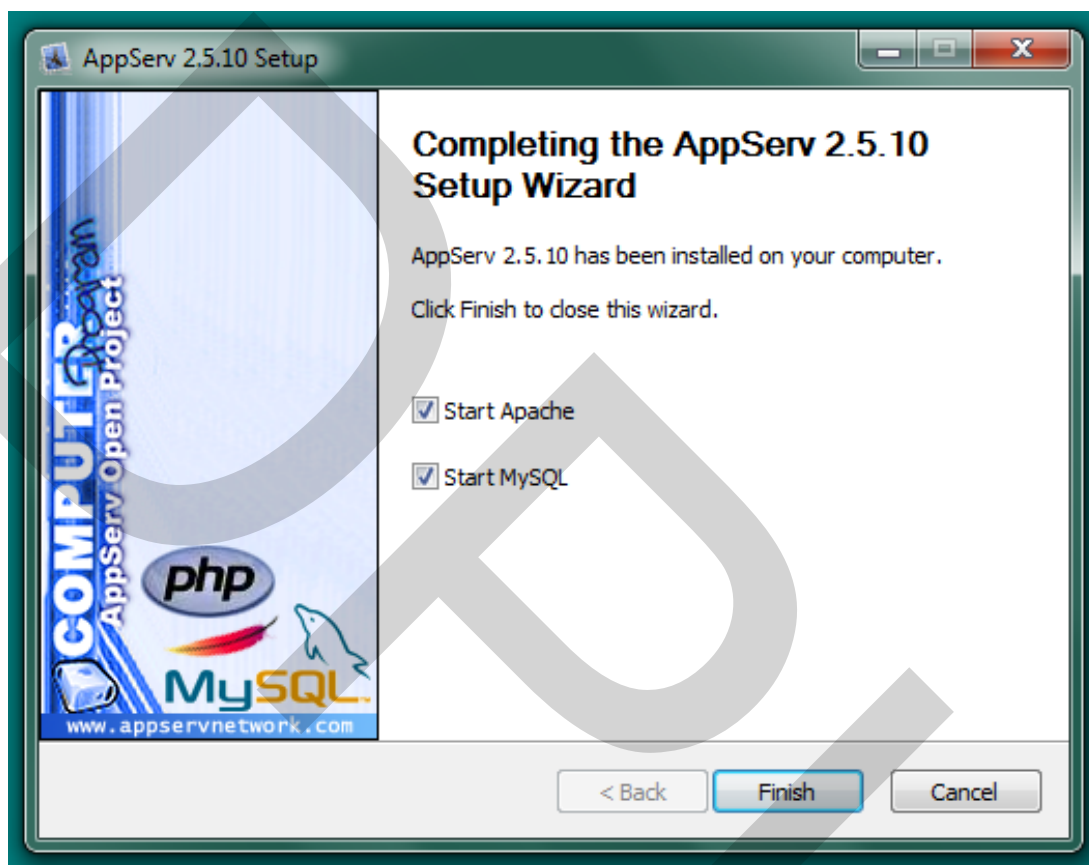 AppServ 2.5.10 Setup
Completing the AppServ 2.5.10
Setup Wizard
AppServ 2.5.10 has been installed on your computer.
Click Finish to close this wizard.
Start Apache
Start MySQL
COMPUTER
Program
AppServ Open Project
php
MySQL
www.appservnetwork.com
< Back
Finish
Cancel